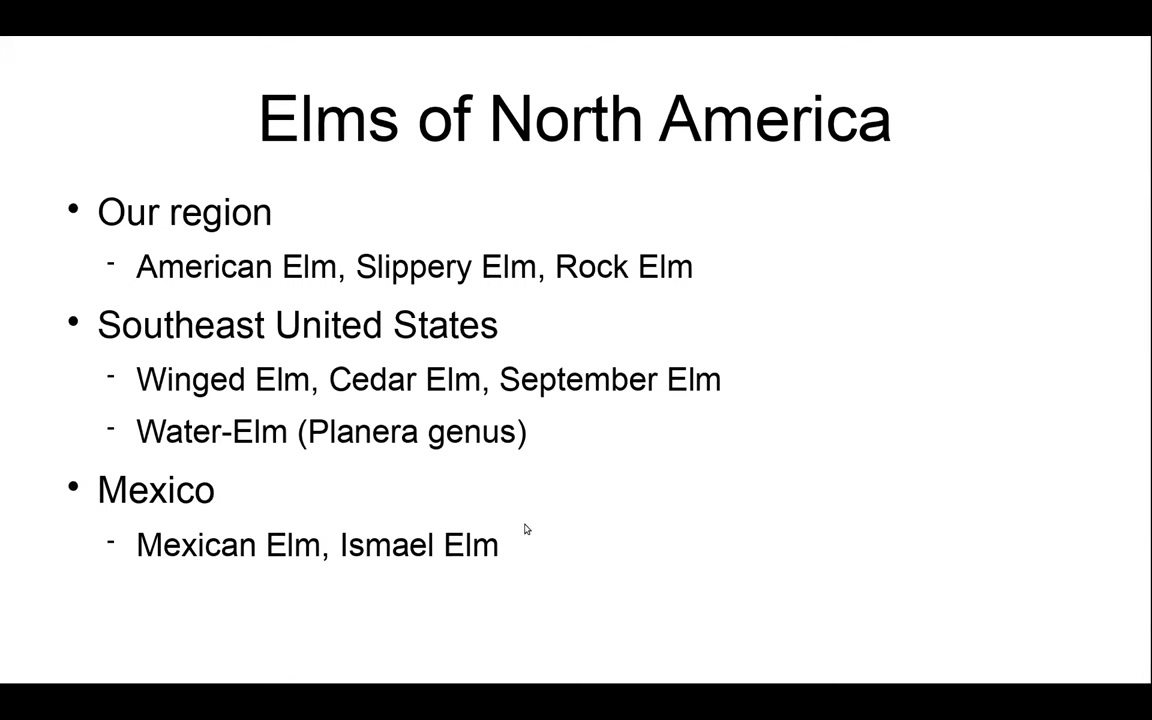 Elms of North America
• Our region
- American Elm, Slippery Elm, Rock Elm
• Southeast United States
- Winged Elm, Cedar Elm, September Elm
- Water-Elm (Planera genus)
• Mexico
- Mexican Elm, Ismael Elm